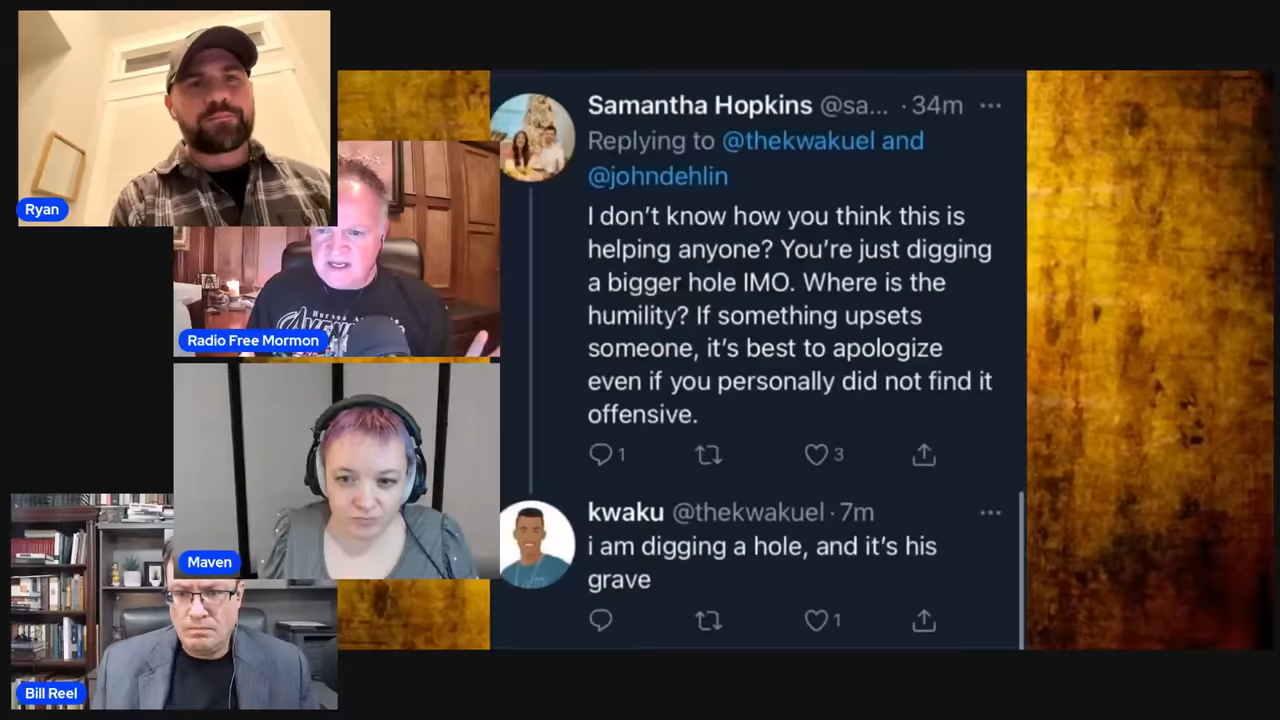 Ryan
Radio Free Mormon
AVEN
Maven
Bill Reel
Samantha Hopkins @sa... · 34m
Replying to @thekwakuel and
@johndehlin
I don't know how you think this is
helping anyone? You're just digging
a bigger hole IMO. Where is the
humility? If something upsets
someone, it's best to apologize
even if you personally did not find it
offensive.
1
3
kwaku @thekwakuel · 7m
i am digging a hole, and it's his
grave
1